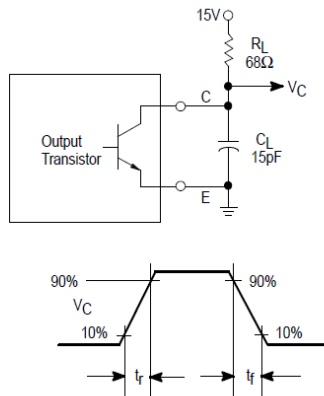 15V
RL
68Ω
C
VC
Output
Transistor
CL
15pF
E
90%
90%
VC
10%
10%
tr
tf